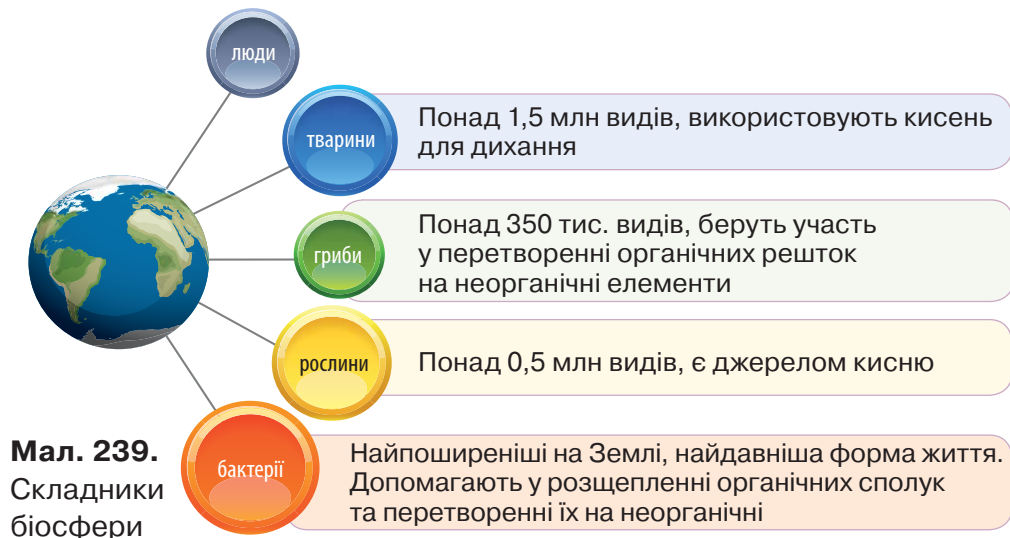 люди
тварини
Понад 1,5 млн видів, використовують кисень
для дихання
гриби
Понад 350 тис. видів, беруть участь
у перетворенні органічних решток
на неорганічні елементи
рослини
Понад 0,5 млн видів, є джерелом кисню
бактерії
Найпоширеніші на Землі, найдавніша форма життя.
Допомагають у розщепленні органічних сполук
та перетворенні їх на неорганічні
Мал. 239.
Складники
біосфери